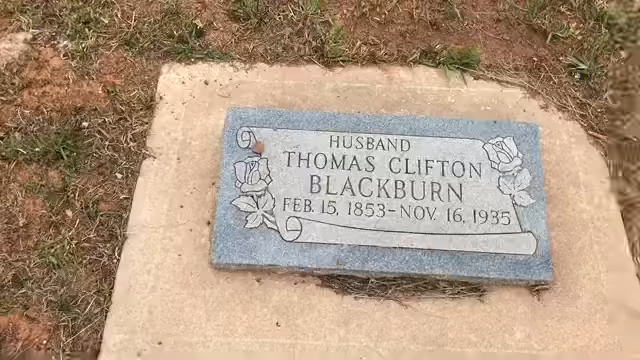 HUSBAND
THOMAS CLIFTON
BLACKBURN
FEB. 15, 1853–NOV. 16, 1935